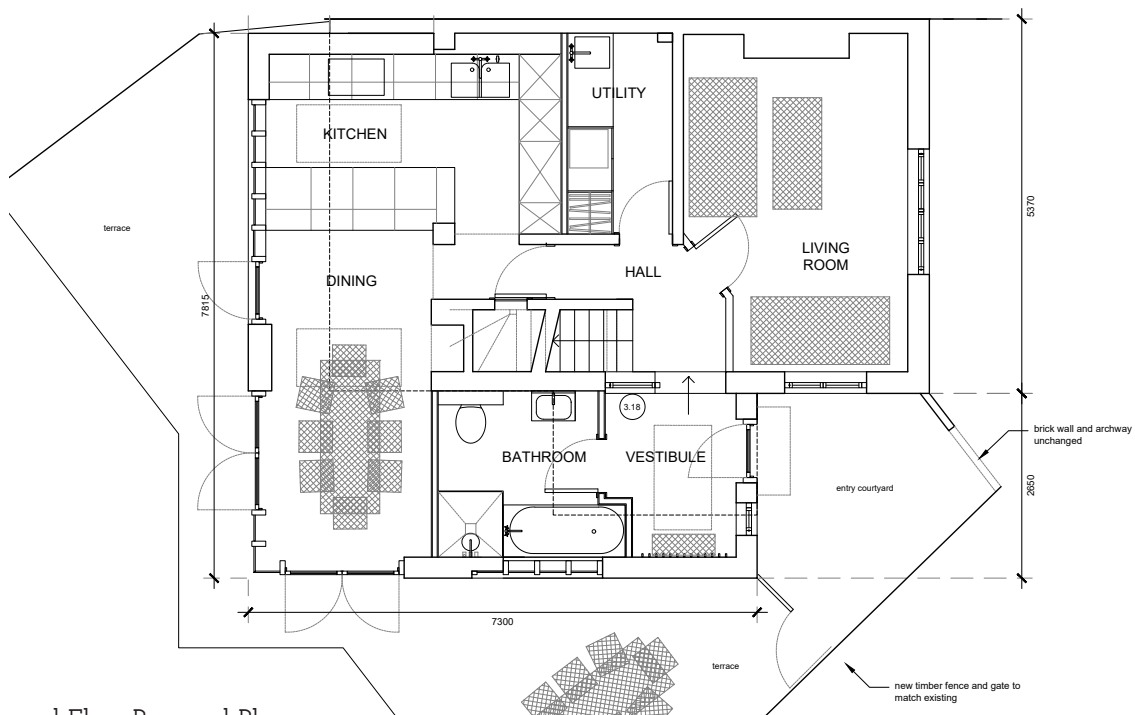 UTILITY
KITCHEN
terrace
5370
LIVING
ROOM
HALL
DINING
7815
3.18
brick wall and archway
unchanged
BATHROOM
VESTIBULE
entry courtyard
2650
7300
terrace
new timber fence and gate to
match existing